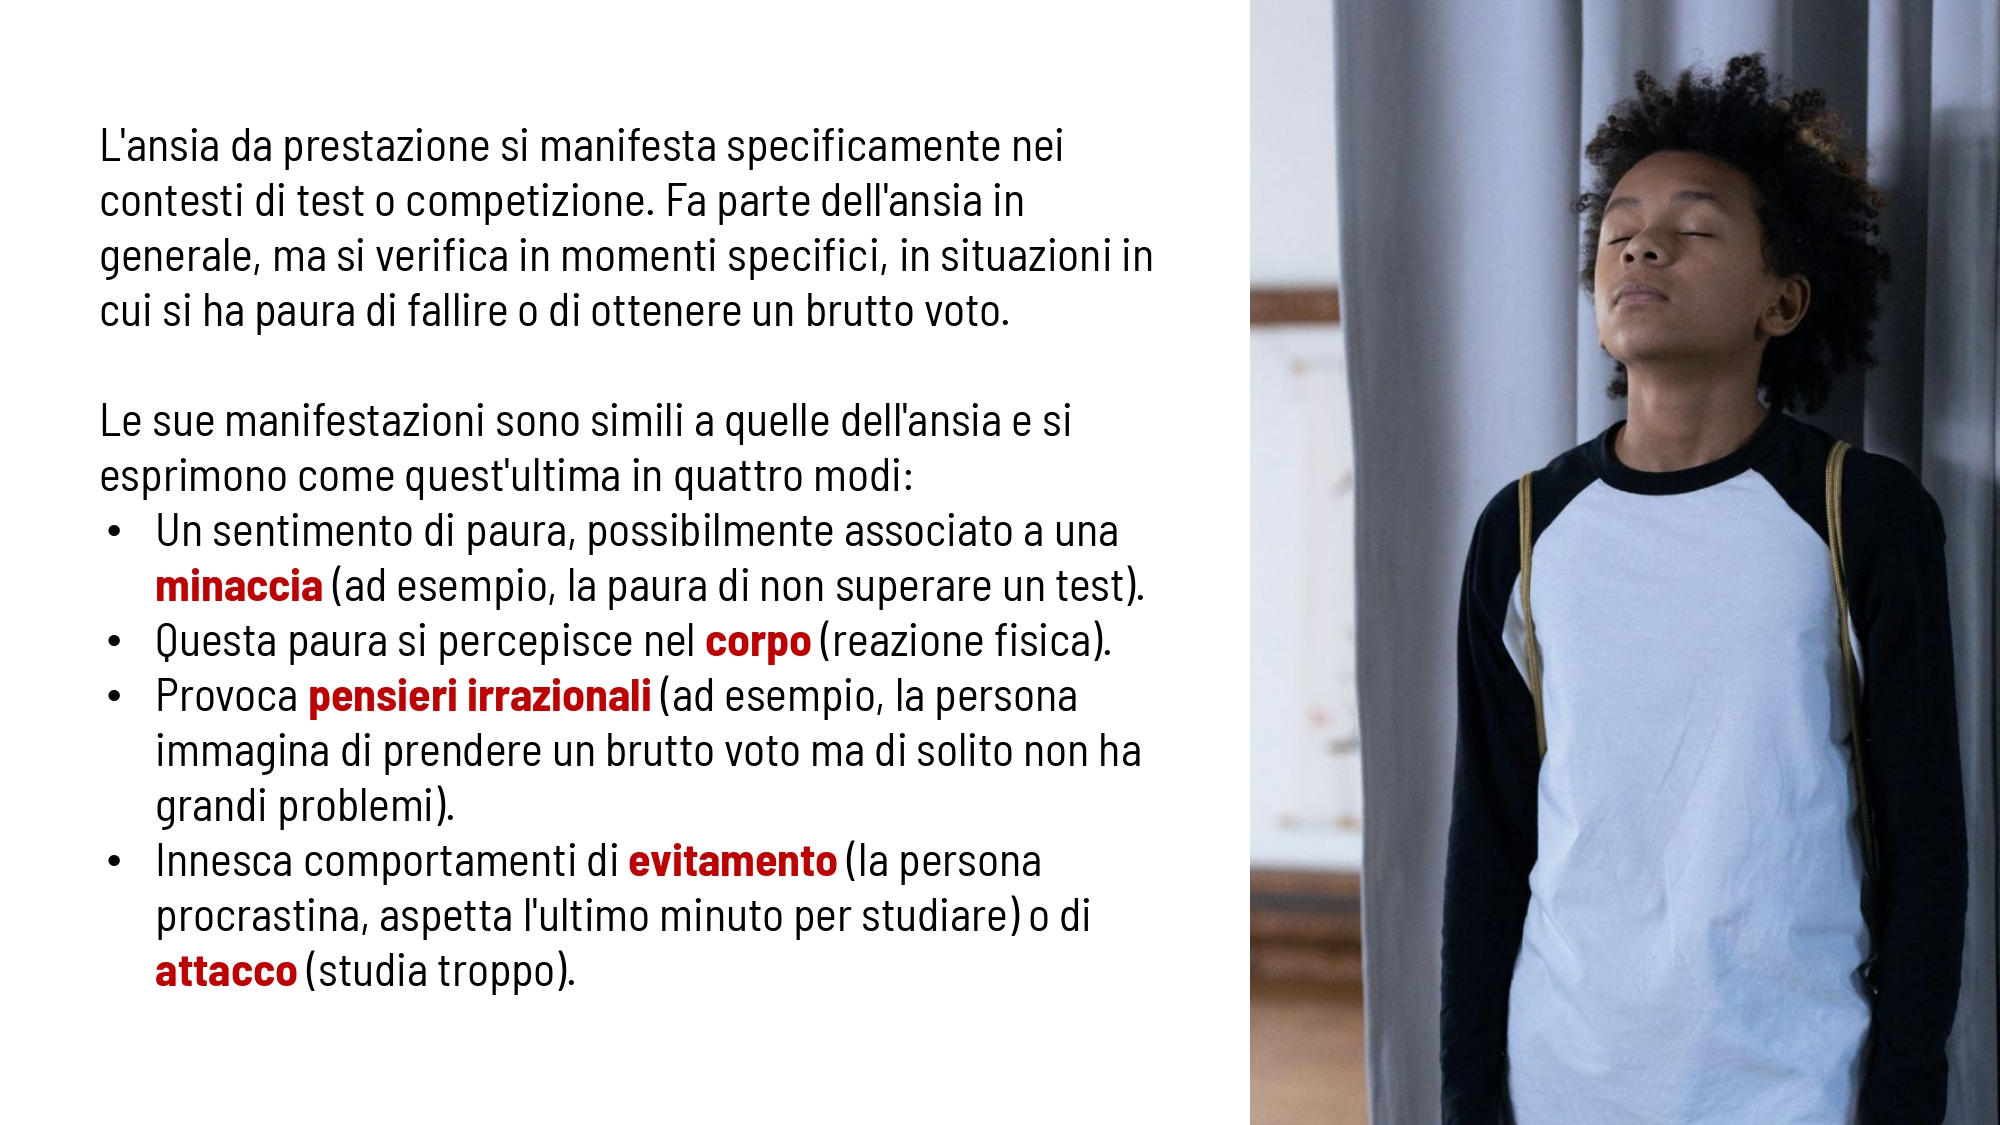 L'ansia da prestazione si manifesta specificamente nei
contesti di test o competizione. Fa parte dell'ansia in
generale, ma si verifica in momenti specifici, in situazioni in
cui si ha paura di fallire o di ottenere un brutto voto.
Le sue manifestazioni sono simili a quelle dell'ansia e si
esprimono come quest'ultima in quattro modi:
• Un sentimento di paura, possibilmente associato a una
minaccia (ad esempio, la paura di non superare un test).
• Questa paura si percepisce nel corpo (reazione fisica).
• Provoca pensieri irrazionali (ad esempio, la persona
immagina di prendere un brutto voto ma di solito non ha
grandi problemi).
• Innesca comportamenti di evitamento (la persona
procrastina, aspetta l'ultimo minuto per studiare) o di
attacco (studia troppo).